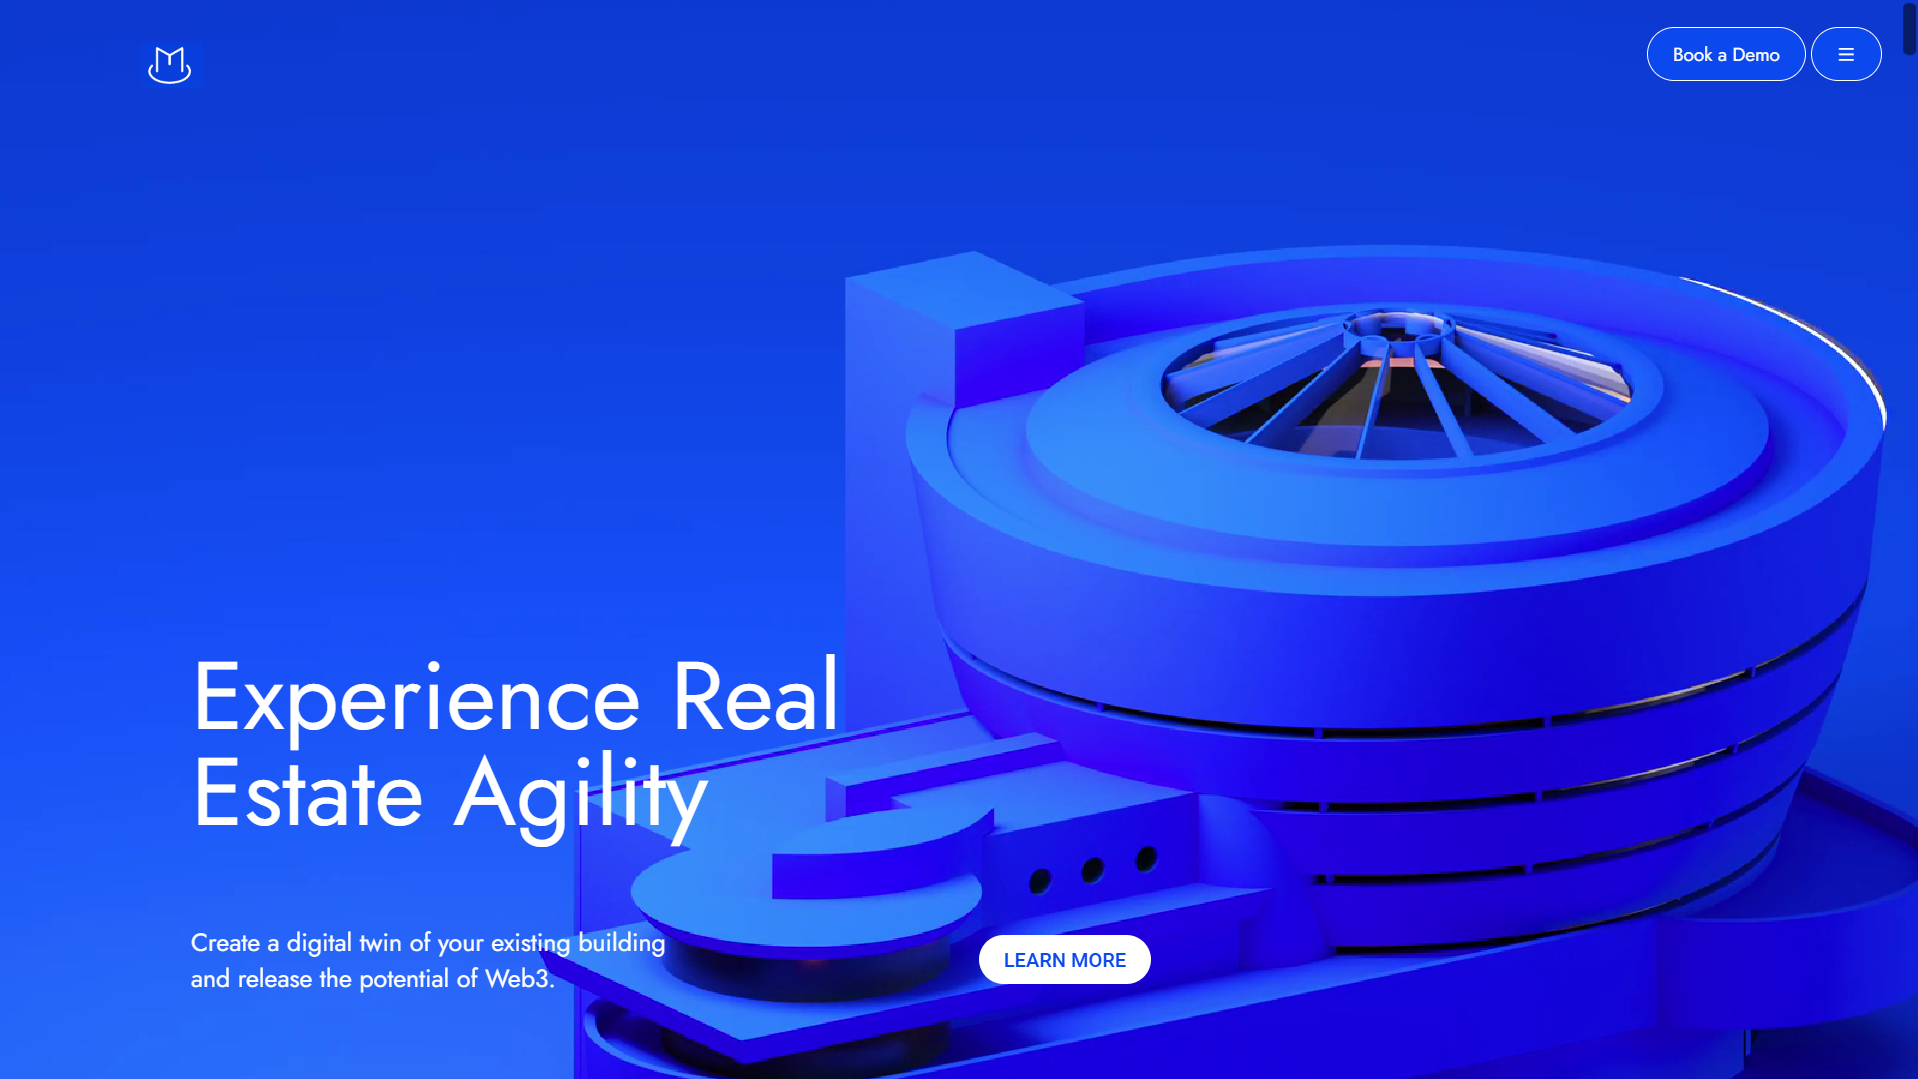 Book a Demo
Experience Real
Estate Agility
Create a digital twin of your existing building
and release the potential of Web3.
LEARN MORE